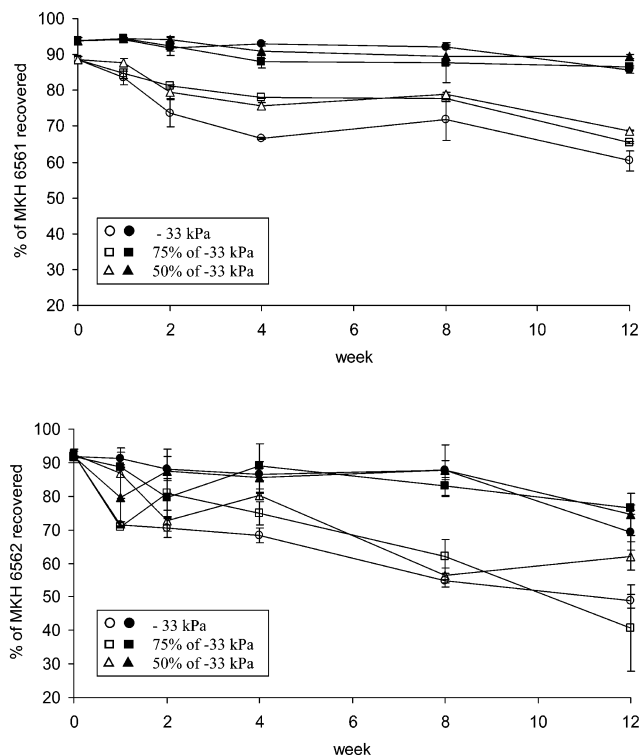 100
90
80
70
60
50
40
30
20
% of MKH 6561 recovered
- 33 kPa
75% of -33 kPa
50% of -33 kPa
0 2 4 6 8 10 12
week
100
90
80
70
60
50
40
30
20
% of MKH 6562 recovered
- 33 kPa
75% of -33 kPa
50% of -33 kPa
0 2 4 6 8 10 12
week